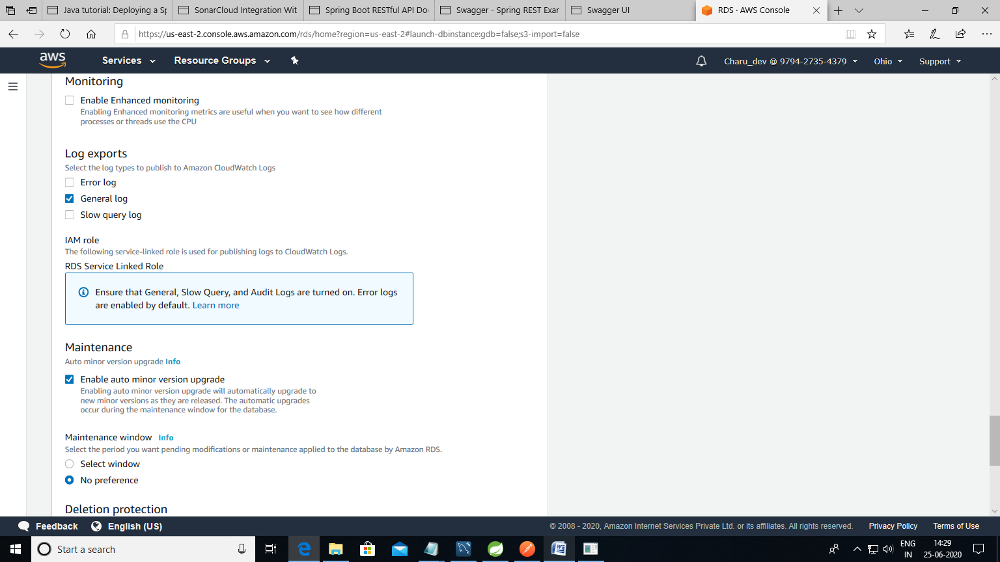 Java tutorial: Deploying a Sp
SonarCloud Integration Wit
Spring Boot RESTful API Do
Swagger - Spring REST Exar
Swagger UI
RDS · AWS Console
https://us-east-2.console.aws.amazon.com/rds/home?region=us-east-2#launch-dbinstance:gdb=false;s3-import=false
aws
Services
Resource Groups
Charu_dev @ 9794-2735-4379
Ohio
Support
Monitoring
Enable Enhanced monitoring
Enabling Enhanced monitoring metrics are useful when you want to see how different
processes or threads use the CPU
Log exports
Select the log types to publish to Amazon CloudWatch Logs
Error log
General log
Slow query log
IAM role
The following service-linked role is used for publishing logs to CloudWatch Logs.
RDS Service Linked Role
Ensure that General, Slow Query, and Audit Logs are turned on. Error logs
are enabled by default. Learn more
Maintenance
Auto minor version upgrade Info
Enable auto minor version upgrade
Enabling auto minor version upgrade will automatically upgrade to
new minor versions as they are released. The automatic upgrades
occur during the maintenance window for the database.
Maintenance window Info
Select the period you want pending modifications or maintenance applied to the database by Amazon RDS.
Select window
No preference
Deletion protection
Feedback
English (US)
© 2008 - 2020, Amazon Internet Services Private Ltd. or its affiliates. All rights reserved.
Privacy Policy
Terms of Use
Start a search
ENG
IN
14:29
25-06-2020